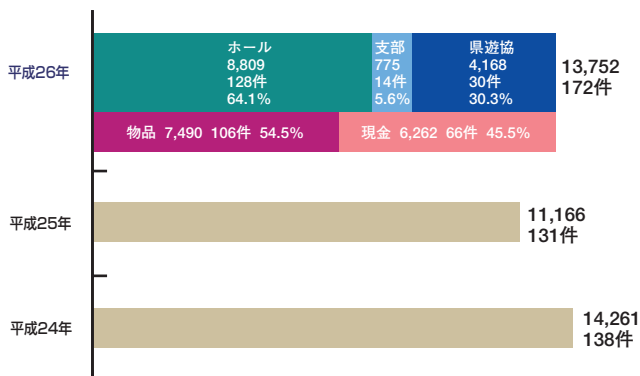 平成26年
ホール
8,809
128件
64.1%
支部
775
14件
5.6%
県遊協
4,168
30件
30.3%
13,752
172件
物品 7,490 106件 54.5%
現金 6,262 66件 45.5%
平成25年
11,166
131件
平成24年
14,261
138件